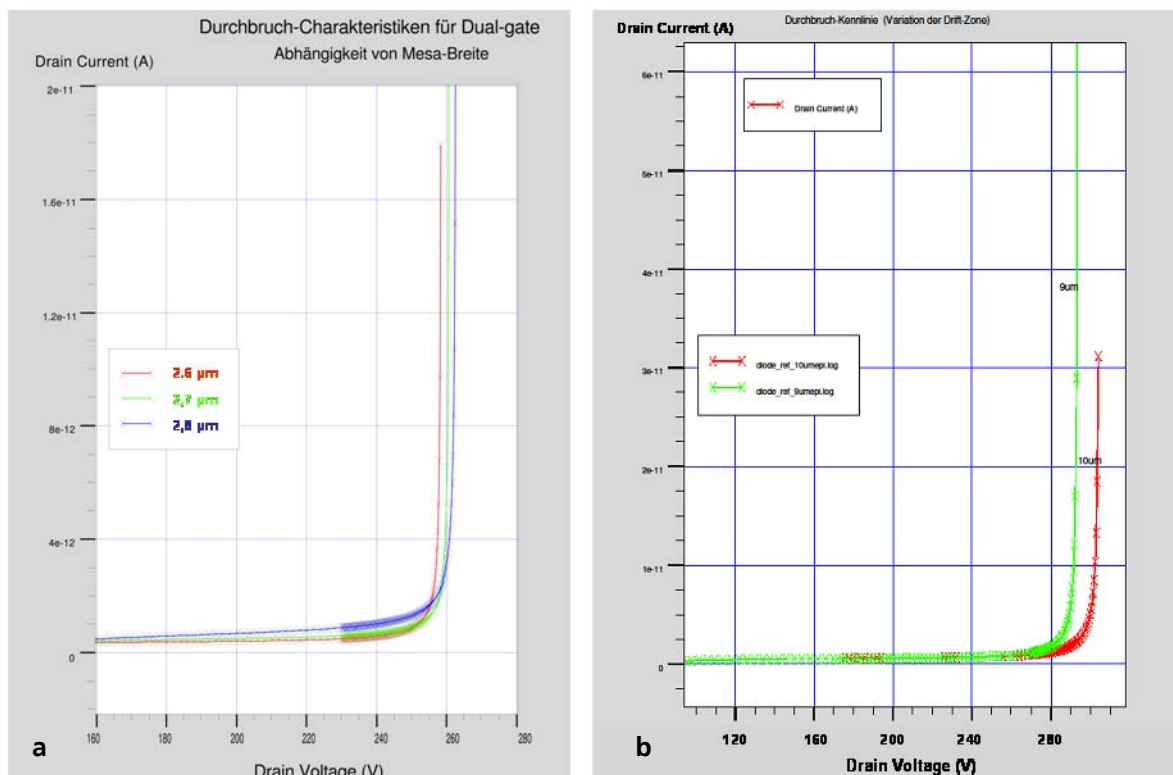 Durchbruch-Charakteristiken für Dual-gate
Abhängigkeit von Mesa-Breite
Drain Current (A)
2e-11
1.6e-11
1.2e-11
8e-12
4e-12
0
2.6 µm
2,7 µm
2,8 µm
160 180 200 220 240 260 280
Drain Voltage (V)
a
Durchbruch-Kennlinie (Variation der Drift-Zone)
Drain Current (A)
6e-11
5e-11
4e-11
3e-11
2e-11
1e-11
0
Drain Current (A)
9um
diode_ref_10umepi.log
diode_ref_9umepi.log
10um
120 160 200 240 280
Drain Voltage (V)
b